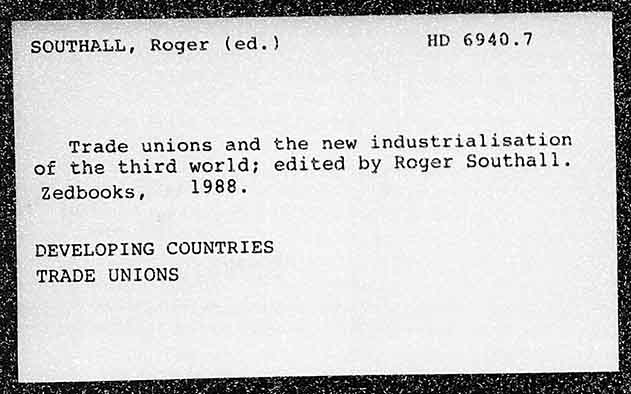 SOUTHALL, Roger (ed.) HD 6940.7
Trade unions and the new industrialisation
of the third world; edited by Roger Southall.
Zedbooks, 1988.
DEVELOPING COUNTRIES
TRADE UNIONS